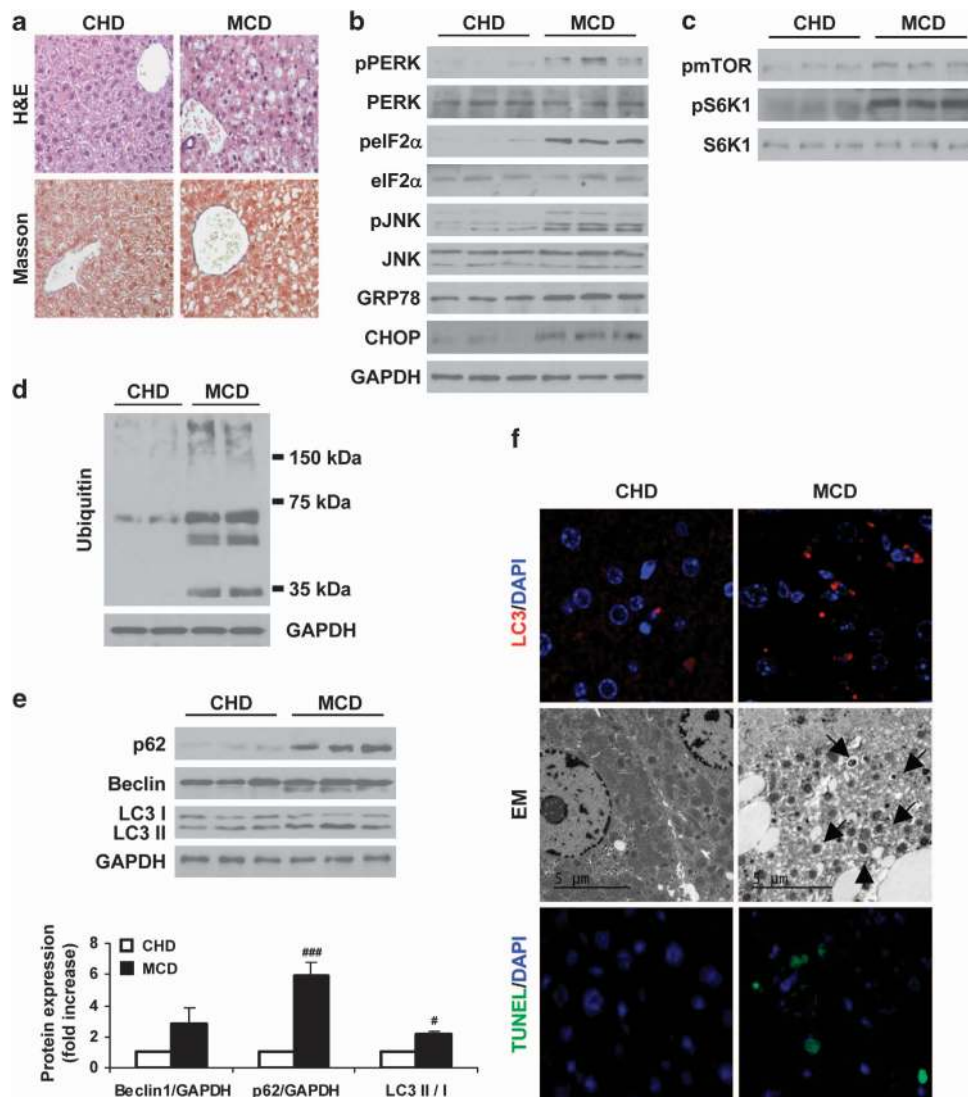 a
CHD MCD
H&E
Masson
b
CHD MCD
pPERK
PERK
peIF2α
eIF2α
pJNK
JNK
GRP78
CHOP
GAPDH
c
CHD MCD
pmTOR
pS6K1
S6K1
d
CHD MCD
Ubiquitin
150 kDa
75 kDa
35 kDa
GAPDH
e
CHD MCD
p62
Beclin
LC3 I
LC3 II
GAPDH
Protein expression
(fold increase)
8
6
4
2
0
CHD
MCD
###
#
Beclin1/GAPDH p62/GAPDH LC3 II / I
f
CHD MCD
LC3/DAPI
EM
5 µm 5 µm
TUNEL/DAPI